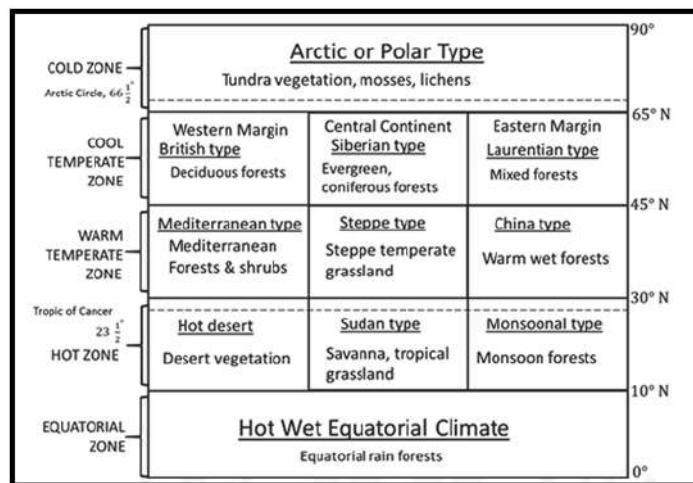 90°
Arctic or Polar Type
COLD ZONE
Tundra vegetation, mosses, lichens
Arctic Circle, 66 1/2°
65° N
COOL
TEMPERATE
ZONE
Western Margin
British type
Deciduous forests
Central Continent
Siberian type
Evergreen,
coniferous forests
Eastern Margin
Laurentian type
Mixed forests
45° N
WARM
TEMPERATE
ZONE
Mediterranean type
Mediterranean
Forests & shrubs
Steppe type
Steppe temperate
grassland
China type
Warm wet forests
30° N
Tropic of Cancer
23 1/2°
HOT ZONE
Hot desert
Desert vegetation
Sudan type
Savanna, tropical
grassland
Monsoonal type
Monsoon forests
10° N
EQUATORIAL
ZONE
Hot Wet Equatorial Climate
Equatorial rain forests
0°